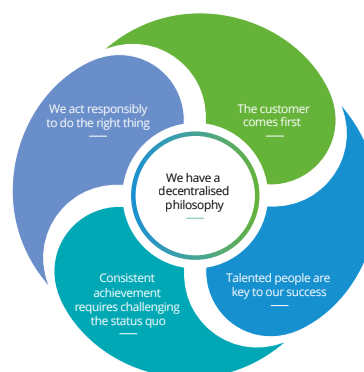 We act responsibly
to do the right thing
The customer
comes first
We have a
decentralised
philosophy
Consistent
achievement
requires challenging
the status quo
Talented people are
key to our success